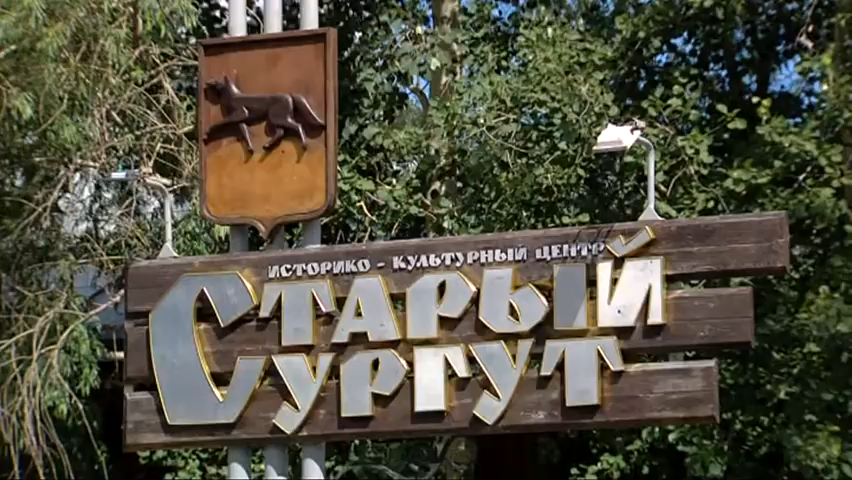 ИСТОРИКО - КУЛЬТУРНЫЙ ЦЕНТР
СТАРЫЙ
СУРГУТ